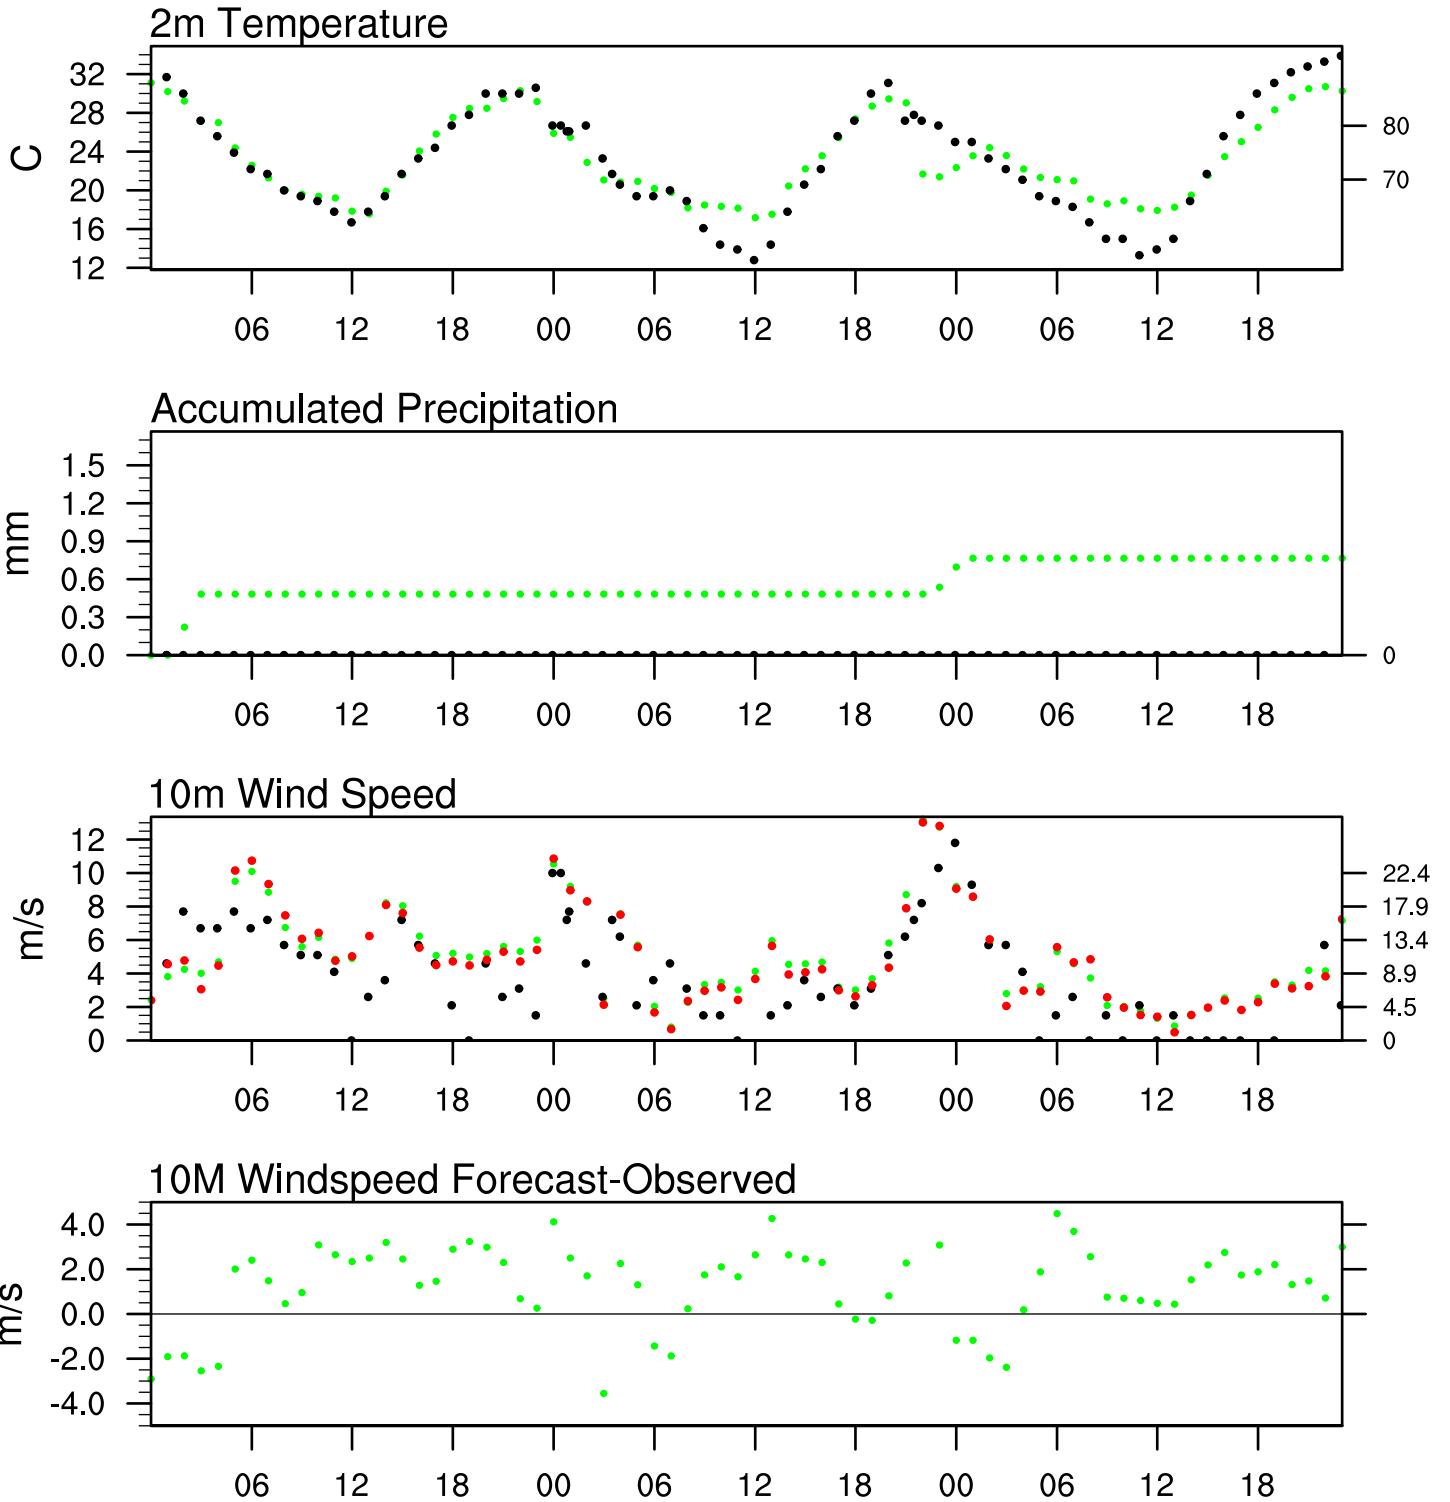 2m Temperature
C
32
28
24
20
16
12
80
70
06 12 18 00 06 12 18 00 06 12 18
Accumulated Precipitation
mm
1.5
1.2
0.9
0.6
0.3
0.0
0
06 12 18 00 06 12 18 00 06 12 18
10m Wind Speed
m/s
12
10
8
6
4
2
0
22.4
17.9
13.4
8.9
4.5
0
06 12 18 00 06 12 18 00 06 12 18
10M Windspeed Forecast-Observed
m/s
4.0
2.0
0.0
-2.0
-4.0
06 12 18 00 06 12 18 00 06 12 18